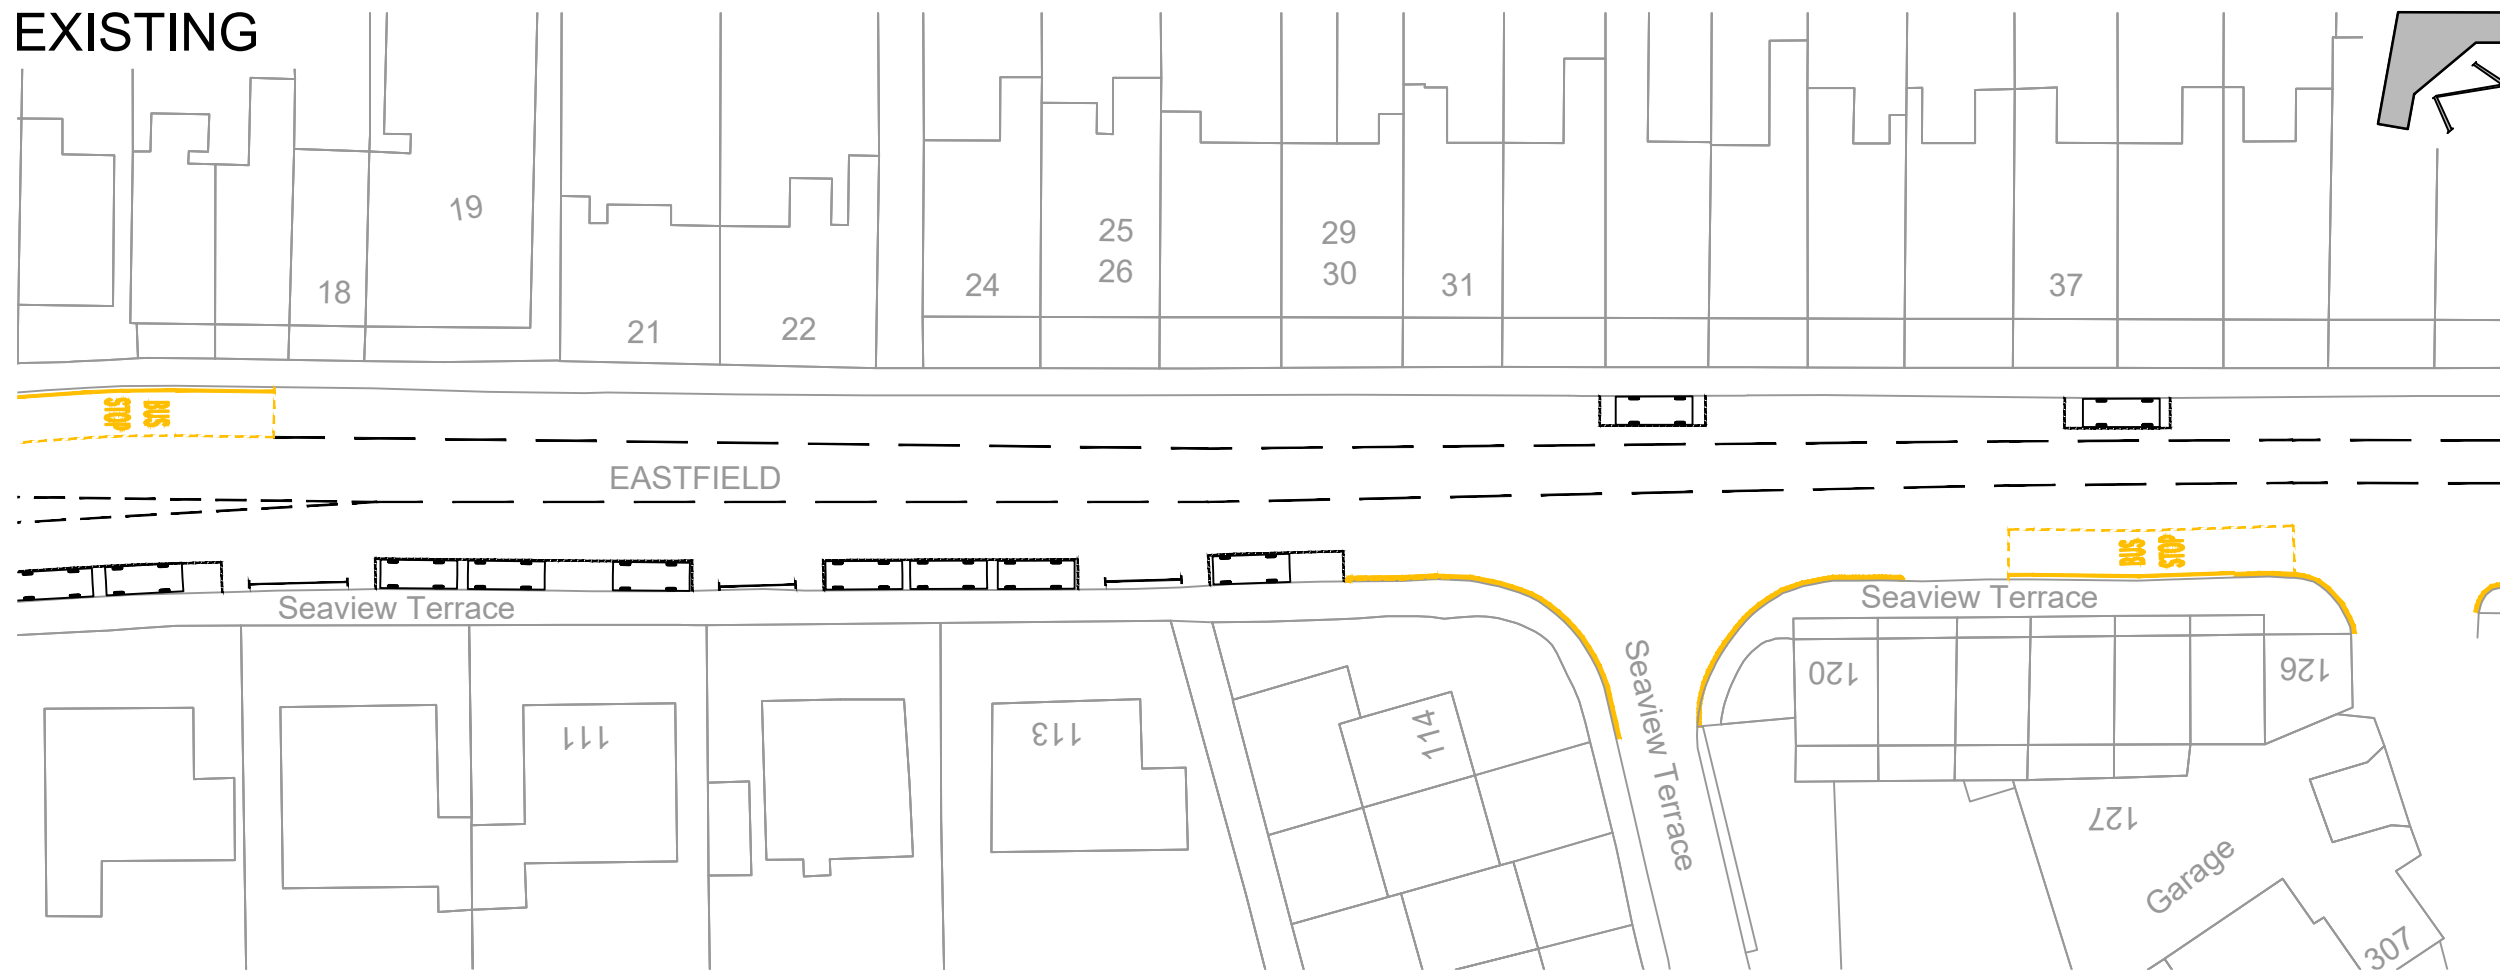 EXISTING
19
18
21
22
24
25
26
29
30
31
37
BUS
STOP
EASTFIELD
BUS
STOP
Seaview Terrace
Seaview Terrace
Seaview Terrace
111
113
114
120
126
127
Garage
307